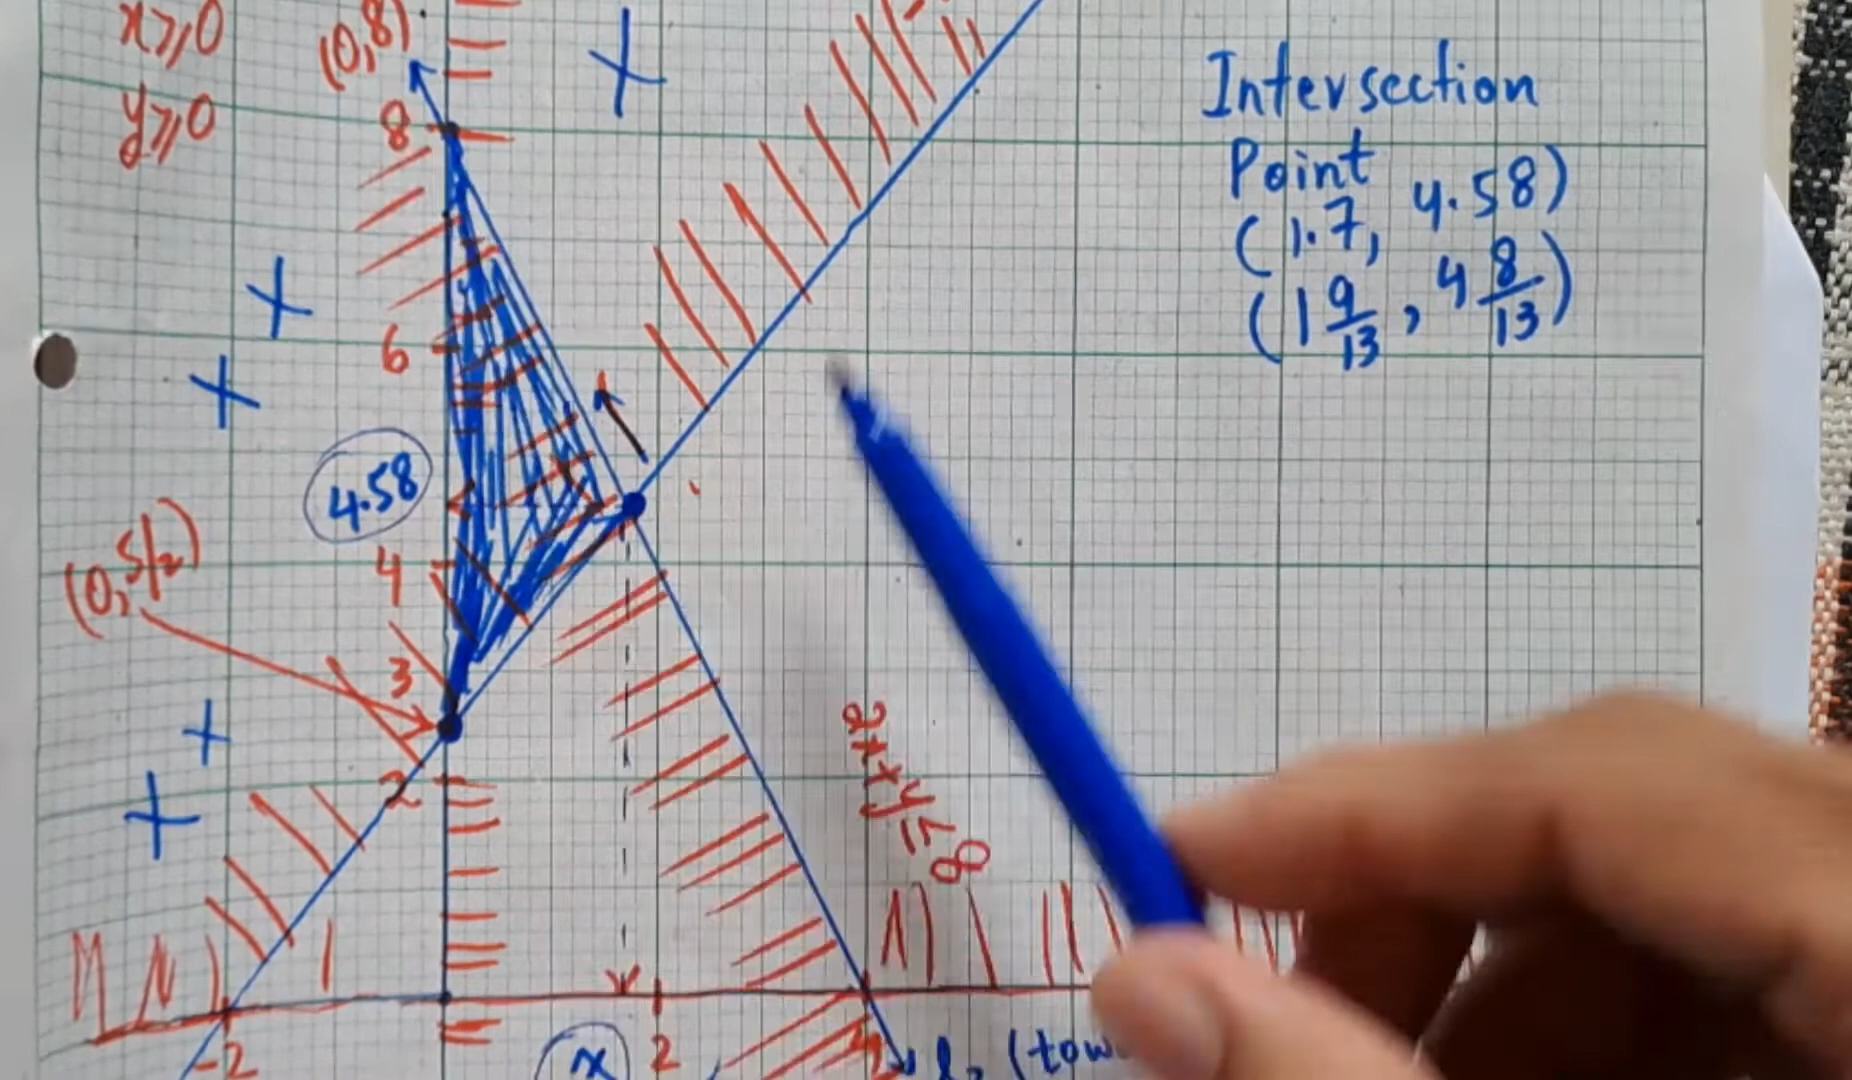 x≥0
y≥0
(0,8)
8
6
4.58
(0,5/2)
4
3
2
-2
x
2
4
2x+y≤8
Intersection
Point
(1.7, 4.58)
(1 9/13, 4 8/13)